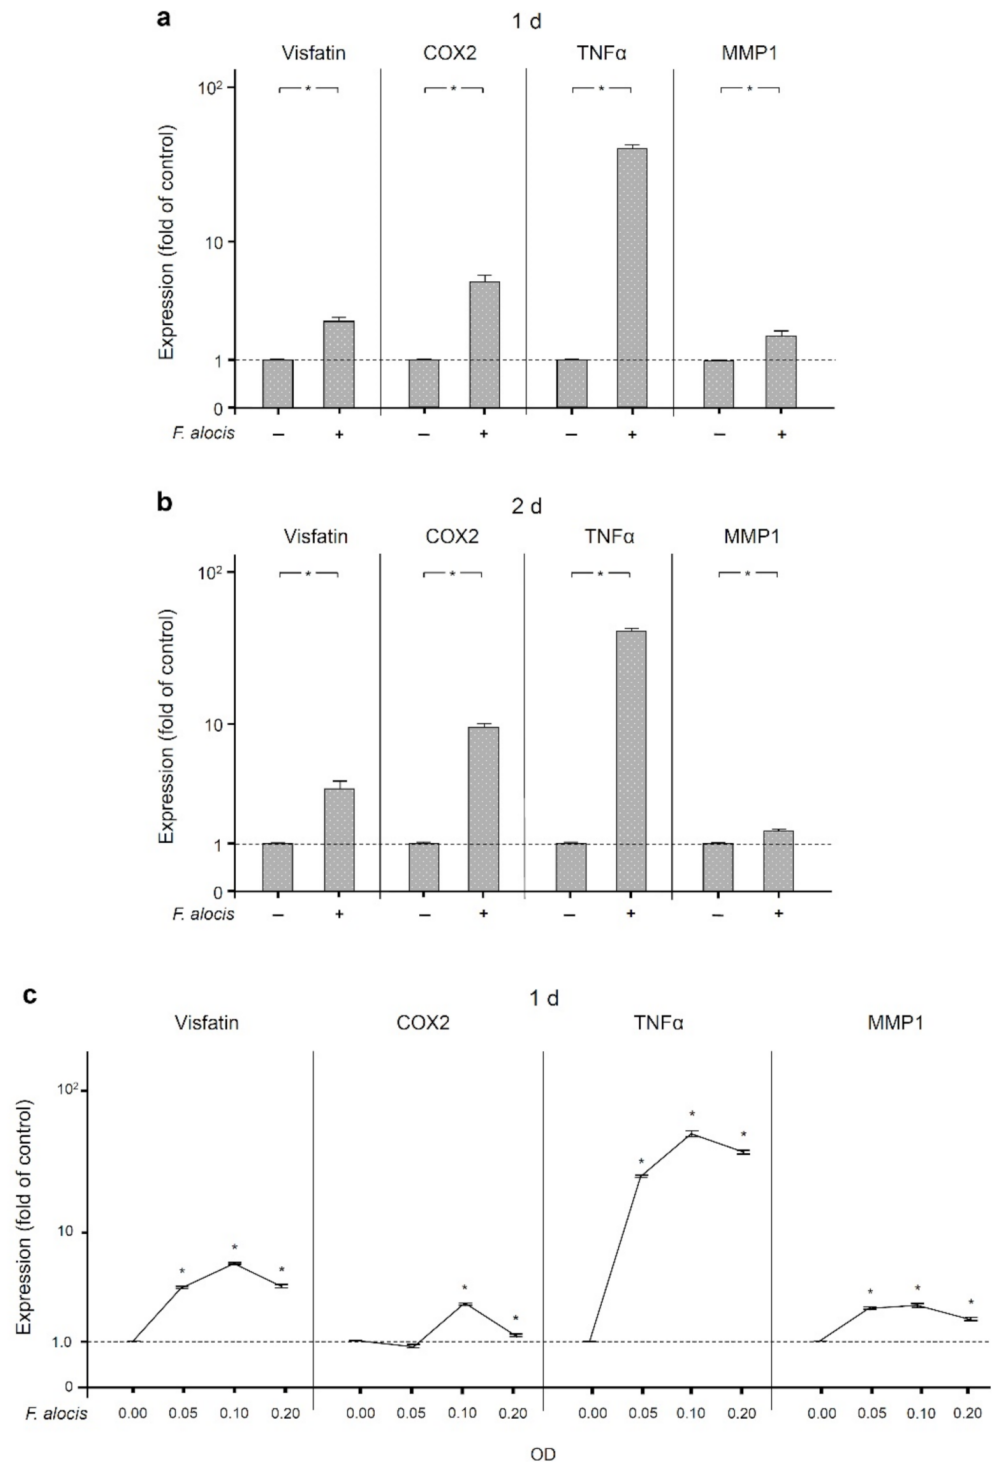 a
1 d
Visfatin COX2 TNFα MMP1
10²
* * * *
10
1
0
Expression (fold of control)
F. alocis – + – + – + – +
b
2 d
Visfatin COX2 TNFα MMP1
10²
* * * *
10
1
0
Expression (fold of control)
F. alocis – + – + – + – +
c
1 d
Visfatin COX2 TNFα MMP1
10²
10
1.0
0
Expression (fold of control)
* * * * * * * * * * *
F. alocis 0.00 0.05 0.10 0.20 0.00 0.05 0.10 0.20 0.00 0.05 0.10 0.20 0.00 0.05 0.10 0.20
OD